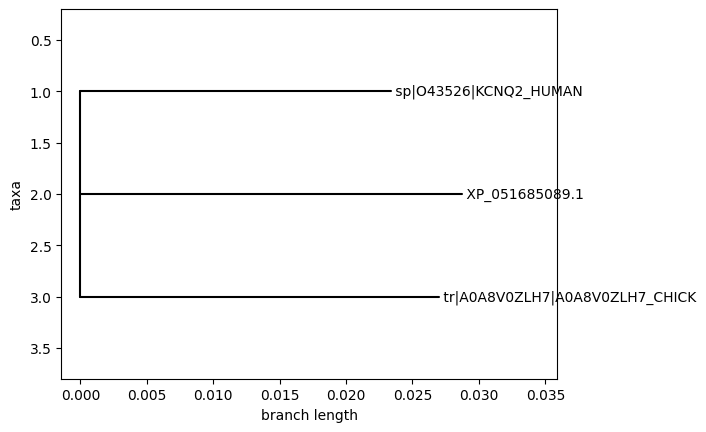 0.5
1.0
1.5
2.0
2.5
3.0
3.5
taxa
sp|O43526|KCNQ2_HUMAN
XP_051685089.1
tr|A0A8V0ZLH7|A0A8V0ZLH7_CHICK
0.000 0.005 0.010 0.015 0.020 0.025 0.030 0.035
branch length